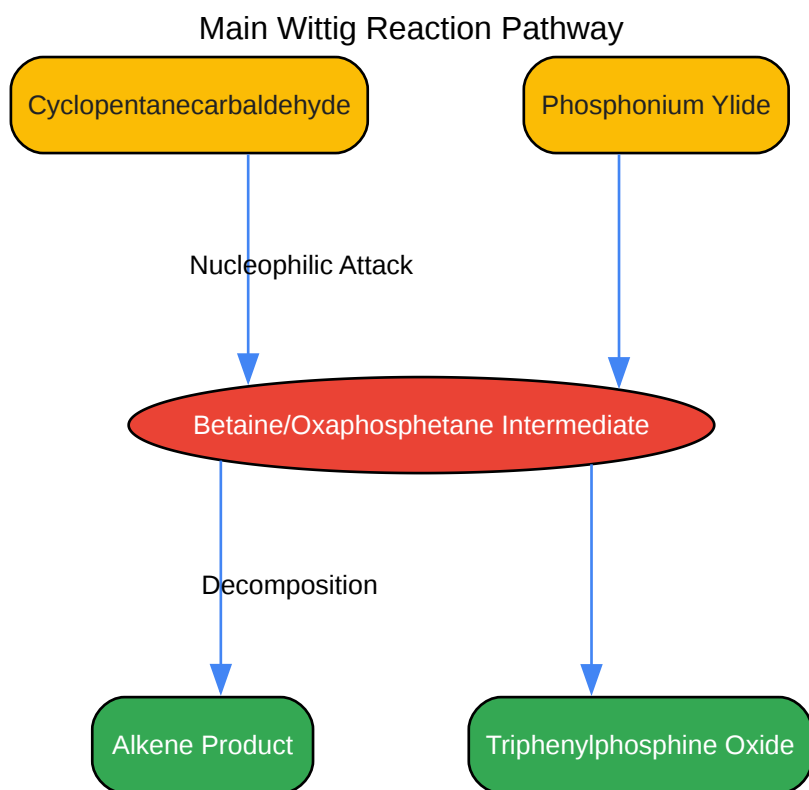 Main Wittig Reaction Pathway
Cyclopentanecarbaldehyde
Phosphonium Ylide
Nucleophilic Attack
Betaine/Oxaphosphetane Intermediate
Decomposition
Alkene Product
Triphenylphosphine Oxide